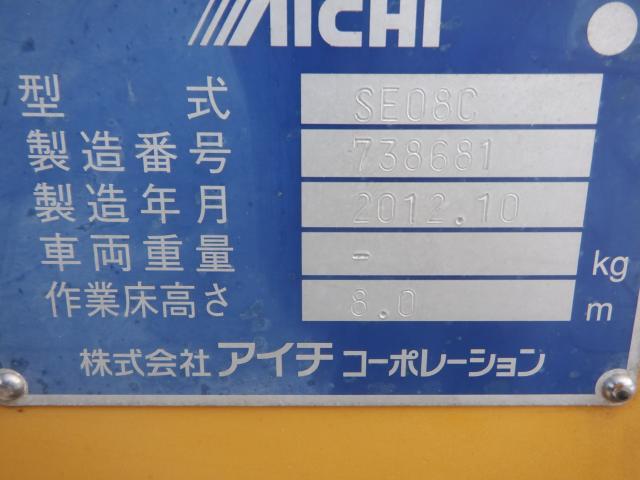 AICHI
型 式 SE08C
製造番号 738681
製造年月 2012.10
車両重量 - kg
作業床高さ 8.0 m
株式会社 アイチ コーポレーション